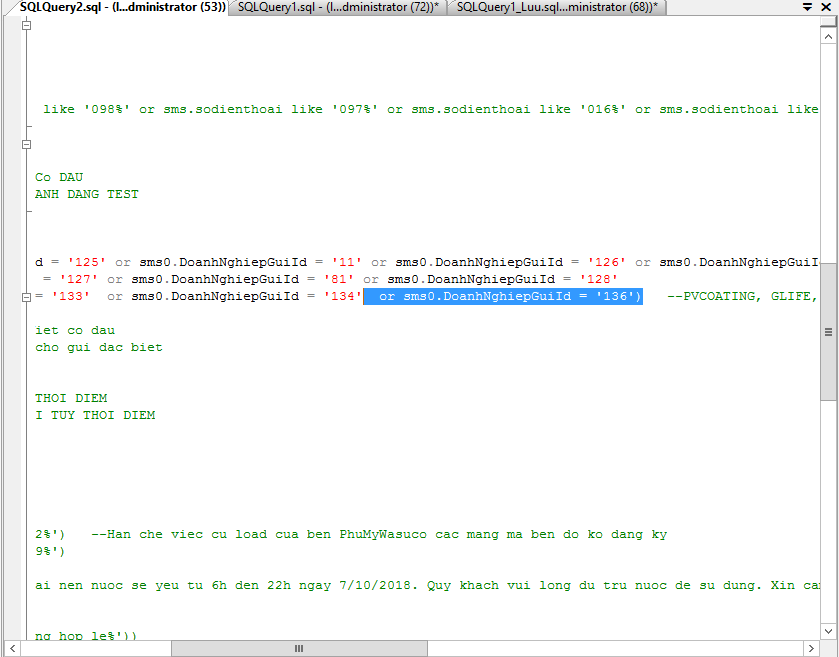 SQLQuery2.sql - (l...dministrator (53)) SQLQuery1.sql - (l...dministrator (72))* SQLQuery1_Luu.sql...ministrator (68))*
like '098%' or sms.sodienthoai like '097%' or sms.sodienthoai like '016%' or sms.sodienthoai like
Co DAU
ANH DANG TEST
d = '125' or sms0.DoanhNghiepGuiId = '11' or sms0.DoanhNghiepGuiId = '126' or sms0.DoanhNghiepGuiI
= '127' or sms0.DoanhNghiepGuiId = '81' or sms0.DoanhNghiepGuiId = '128'
= '133' or sms0.DoanhNghiepGuiId = '134' or sms0.DoanhNghiepGuiId = '136') --PVCOATING, GLIFE,
iet co dau
cho gui dac biet
THOI DIEM
I TUY THOI DIEM
2%') --Han che viec cu load cua ben PhuMyWasuco cac mang ma ben do ko dang ky
9%')
ai nen nuoc se yeu tu 6h den 22h ngay 7/10/2018. Quy khach vui long du tru nuoc de su dung. Xin ca
ng hop le%'))